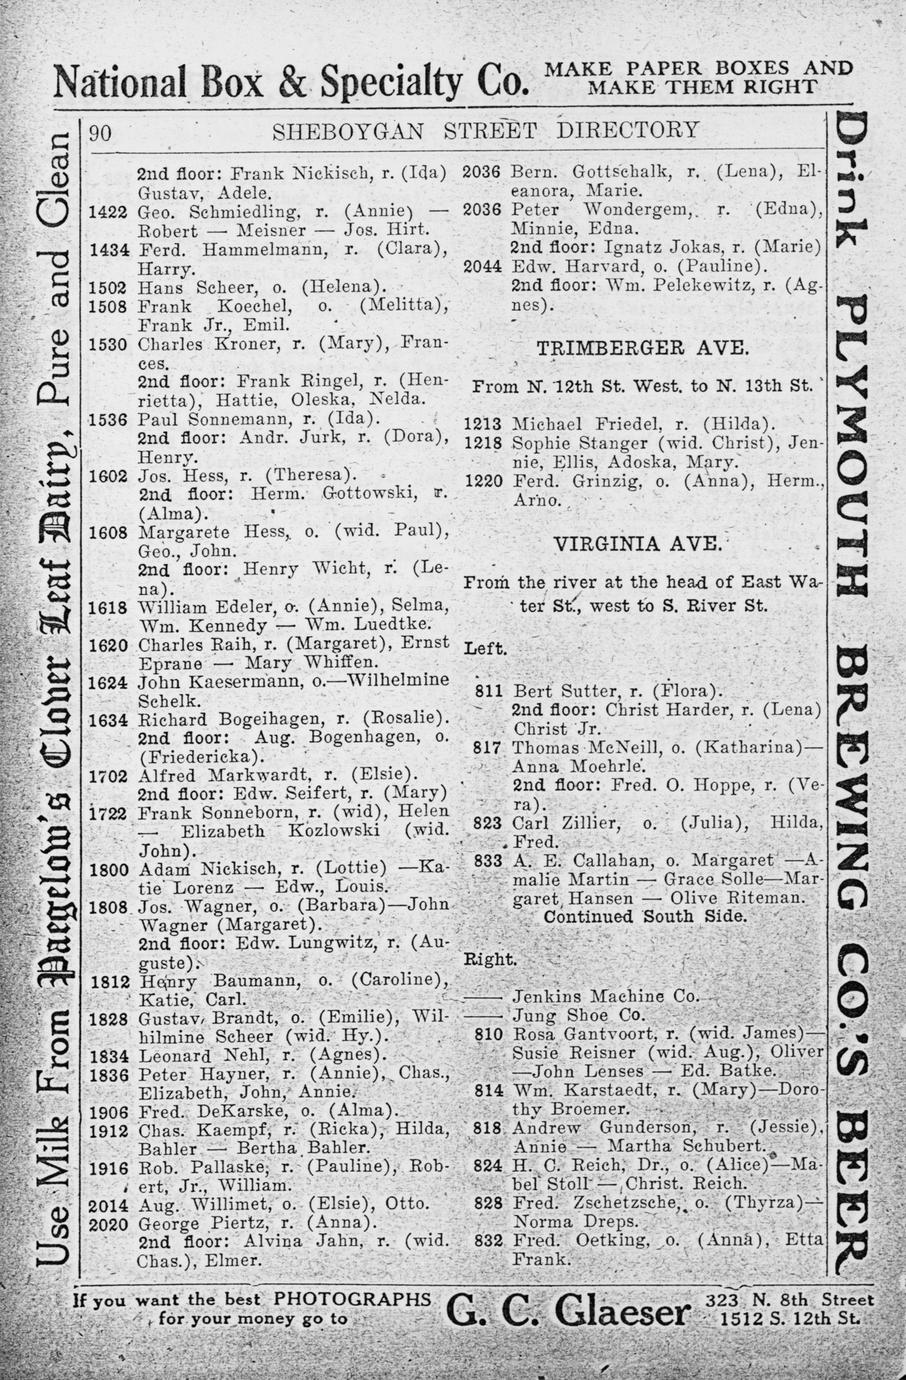 National Box & Specialty Co. MAKE PAPER BOXES AND
MAKE THEM RIGHT
90 SHEBOYGAN STREET DIRECTORY
2nd floor: Frank Nickisch, r. (Ida)
Gustav, Adele.
1422 Geo. Schmiedling, r. (Annie) —
Robert — Meisner — Jos. Hirt.
1434 Ferd. Hammelmann, r. (Clara),
Harry.
1502 Hans Scheer, o. (Helena).
1508 Frank Koechel, o. (Melitta),
Frank Jr., Emil.
1530 Charles Kroner, r. (Mary), Fran-
ces.
2nd floor: Frank Ringel, r. (Hen-
rietta), Hattie, Oleska, Nelda.
1536 Paul Sonnemann, r. (Ida).
2nd floor: Andr. Jurk, r. (Dora),
Henry.
1602 Jos. Hess, r. (Theresa).
2nd floor: Herm. Gottowski, r.
(Alma).
1608 Margarete Hess, o. (wid. Paul),
Geo., John.
2nd floor: Henry Wicht, r. (Le-
na).
1618 William Edeler, o. (Annie), Selma,
Wm. Kennedy — Wm. Luedtke.
1620 Charles Raih, r. (Margaret), Ernst
Eprane — Mary Whiffen.
1624 John Kaesermann, o.—Wilhelmine
Schelk.
1634 Richard Bogeihagen, r. (Rosalie).
2nd floor: Aug. Bogenhagen, o.
(Friedericka).
1702 Alfred Markwardt, r. (Elsie).
2nd floor: Edw. Seifert, r. (Mary)
1722 Frank Sonneborn, r. (wid), Helen
— Elizabeth Kozlowski (wid.
John).
1800 Adam Nickisch, r. (Lottie) —Ka-
tie Lorenz — Edw., Louis.
1808 Jos. Wagner, o. (Barbara)—John
Wagner (Margaret).
2nd floor: Edw. Lungwitz, r. (Au-
guste).
1812 Henry Baumann, o. (Caroline),
Katie, Carl.
1828 Gustav Brandt, o. (Emilie), Wil-
hilmine Scheer (wid. Hy.).
1834 Leonard Nehl, r. (Agnes).
1836 Peter Hayner, r. (Annie), Chas.,
Elizabeth, John, Annie.
1906 Fred. DeKarske, o. (Alma).
1912 Chas. Kaempf, r. (Ricka), Hilda,
Bahler — Bertha Bahler.
1916 Rob. Pallaske, r. (Pauline), Rob-
ert, Jr., William.
2014 Aug. Willimet, o. (Elsie), Otto.
2020 George Piertz, r. (Anna).
2nd floor: Alvina Jahn, r. (wid.
Chas.), Elmer.
2036 Bern. Gottschalk, r. (Lena), El-
eanora, Marie.
2036 Peter Wondergem, r. (Edna),
Minnie, Edna.
2nd floor: Ignatz Jokas, r. (Marie)
2044 Edw. Harvard, o. (Pauline).
2nd floor: Wm. Pelckewitz, r. (Ag-
nes).
TRIMBERGER AVE.
From N. 12th St. West. to N. 13th St.
1213 Michael Friedel, r. (Hilda).
1218 Sophie Stanger (wid. Christ), Jen-
nie, Ellis, Adoska, Mary.
1220 Ferd. Grinzig, o. (Anna), Herm.,
Arno.
VIRGINIA AVE.
From the river at the head of East Wa-
ter St., west to S. River St.
Left.
811 Bert Sutter, r. (Flora).
2nd floor: Christ Harder, r. (Lena)
Christ Jr.
817 Thomas McNeill, o. (Katharina)—
Anna Moehrle.
2nd floor: Fred. O. Hoppe, r. (Ve-
ra).
823 Carl Zillier, o. (Julia), Hilda,
Fred.
833 A. E. Callahan, o. Margaret —A-
malie Martin — Grace Solle—Mar-
garet Hansen — Olive Riteman.
Continued South Side.
Right.
—— Jenkins Machine Co.
—— Jung Shoe Co.
810 Rosa Gantvoort, r. (wid. James)—
Susie Reisner (wid. Aug.), Oliver
—John Lenses — Ed. Batke.
814 Wm. Karstaedt, r. (Mary)—Doro-
thy Broemer.
818 Andrew Gunderson, r. (Jessie),
Annie — Martha Schubert.
824 H. C. Reich, Dr., o. (Alice)—Ma-
bel Stoll — Christ. Reich.
828 Fred. Zschetzsche, o. (Thyrza)—
Norma Dreps.
832 Fred. Oetking, o. (Anna), Etta
Frank.
Use Milk From Paegelow's Clover Leaf Dairy, Pure and Clean
Drink PLYMOUTH BREWING CO.'S BEER
If you want the best PHOTOGRAPHS
for your money go to
G. C. Glaeser
323 N. 8th Street
1512 S. 12th St.